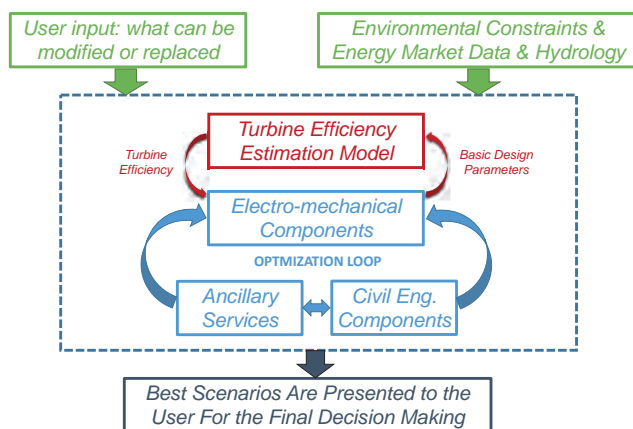 User input: what can be
modified or replaced
Environmental Constraints &
Energy Market Data & Hydrology
Turbine Efficiency
Estimation Model
Turbine
Efficiency
Basic Design
Parameters
Electro-mechanical
Components
OPTMIZATION LOOP
Ancillary
Services
Civil Eng.
Components
Best Scenarios Are Presented to the
User For the Final Decision Making